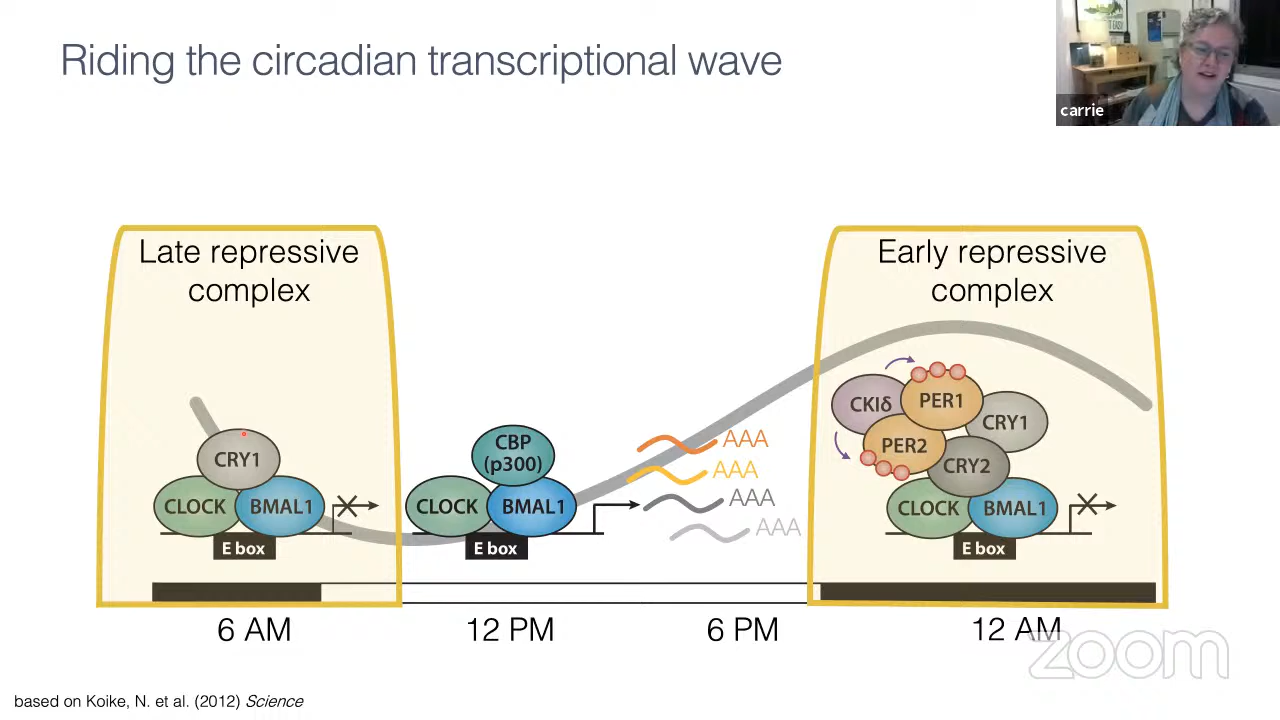 Riding the circadian transcriptional wave
carrie
Late repressive
complex
CRY1
CLOCK
BMAL1
E box
CBP
(p300)
CLOCK
BMAL1
E box
AAA
AAA
AAA
AAA
Early repressive
complex
CKIδ
PER1
PER2
CRY1
CRY2
CLOCK
BMAL1
E box
6 AM
12 PM
6 PM
12 AM
zoom
based on Koike, N. et al. (2012) Science